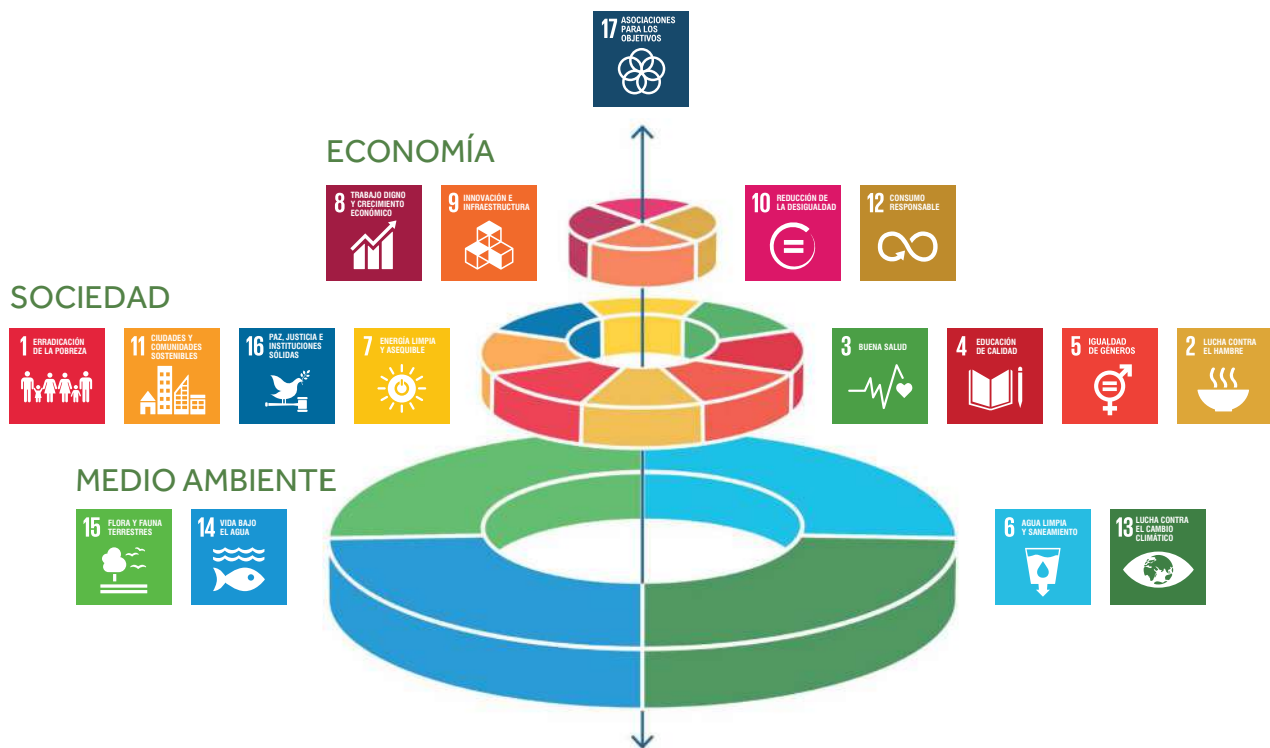 17 ASOCIACIONES
PARA LOS
OBJETIVOS
ECONOMÍA
8 TRABAJO DIGNO
Y CRECIMIENTO
ECONÓMICO
9 INNOVACIÓN E
INFRAESTRUCTURA
10 REDUCCIÓN DE
LA DESIGUALDAD
12 CONSUMO
RESPONSABLE
SOCIEDAD
1 ERRADICACIÓN
DE LA POBREZA
11 CIUDADES Y
COMUNIDADES
SOSTENIBLES
16 PAZ, JUSTICIA E
INSTITUCIONES
SÓLIDAS
7 ENERGÍA LIMPIA
Y ASEQUIBLE
3 BUENA SALUD
4 EDUCACIÓN
DE CALIDAD
5 IGUALDAD
DE GÉNEROS
2 LUCHA CONTRA
EL HAMBRE
MEDIO AMBIENTE
15 FLORA Y FAUNA
TERRESTRES
14 VIDA BAJO
EL AGUA
6 AGUA LIMPIA
Y SANEAMIENTO
13 LUCHA CONTRA
EL CAMBIO
CLIMÁTICO